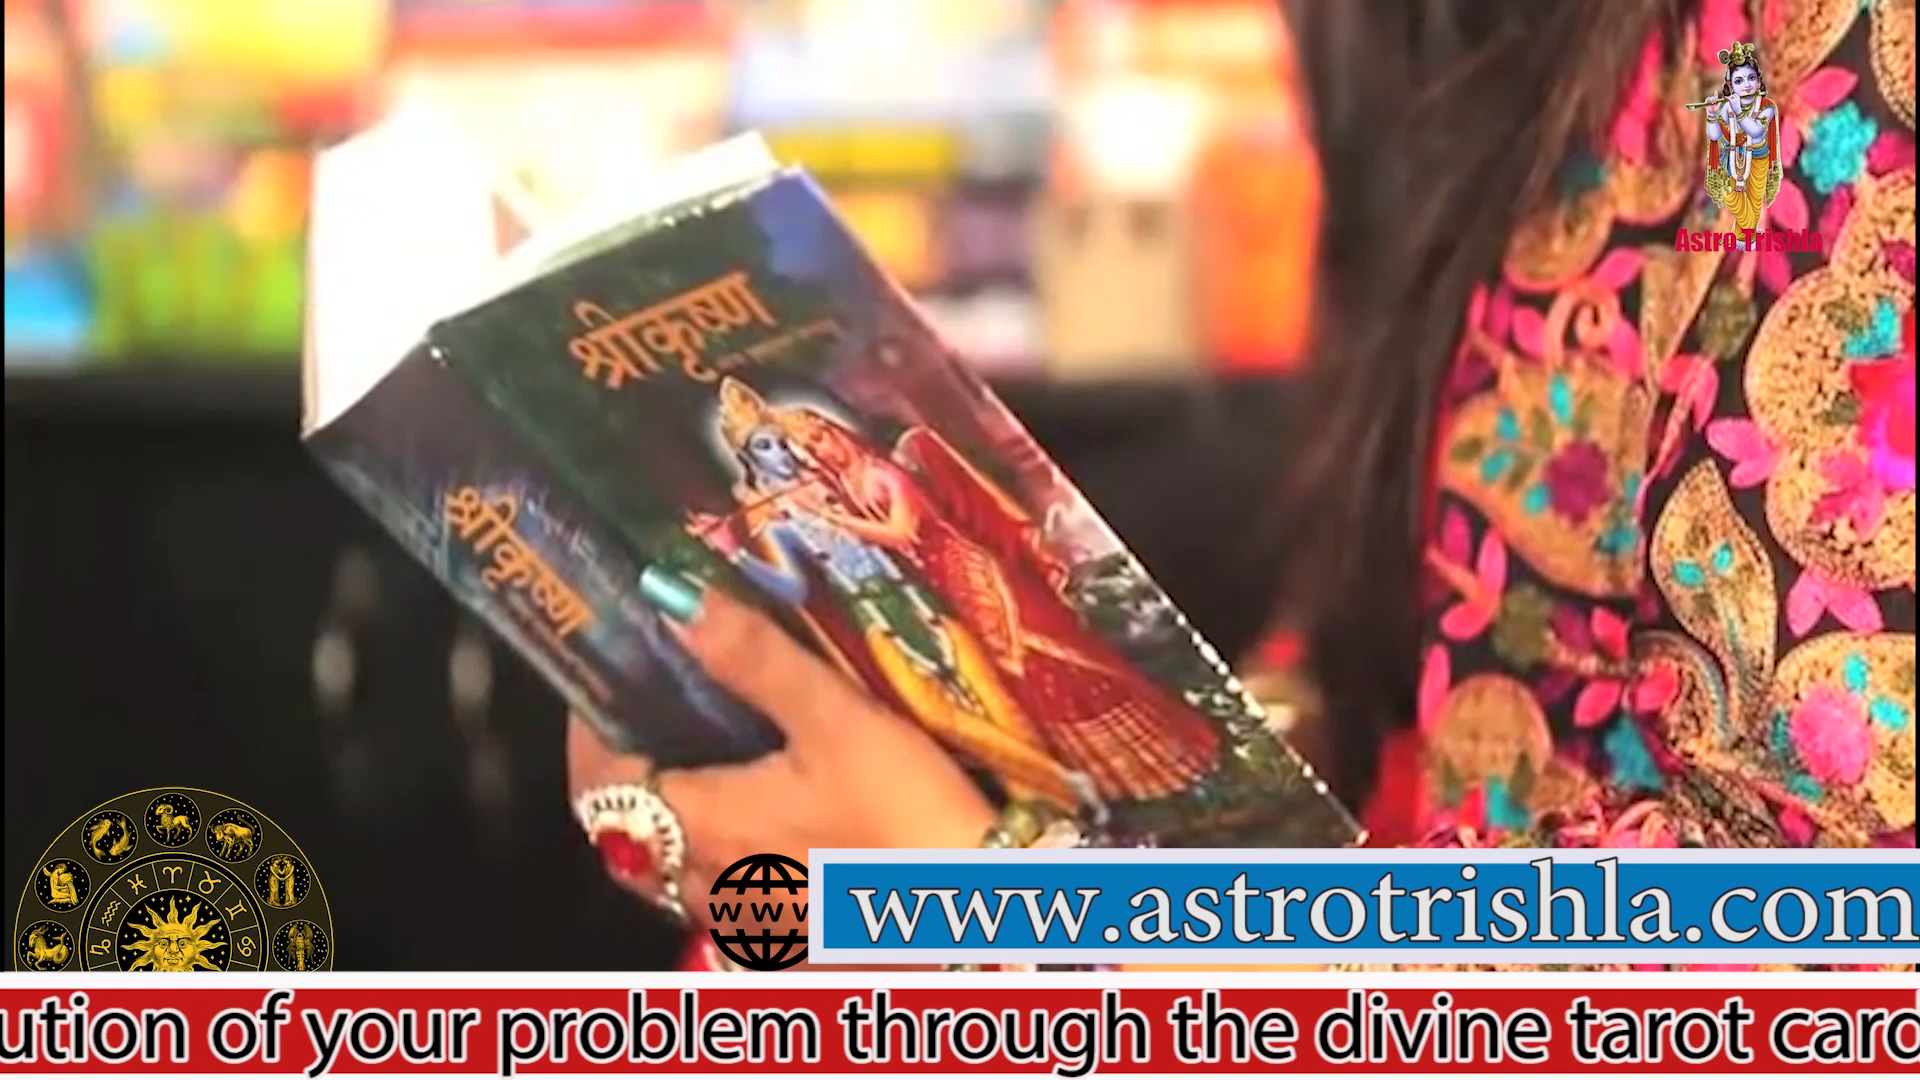 श्रीकृष्ण
श्रीकृष्ण
Astro Trishla
WWW
www.astrotrishla.com
ution of your problem through the divine tarot card